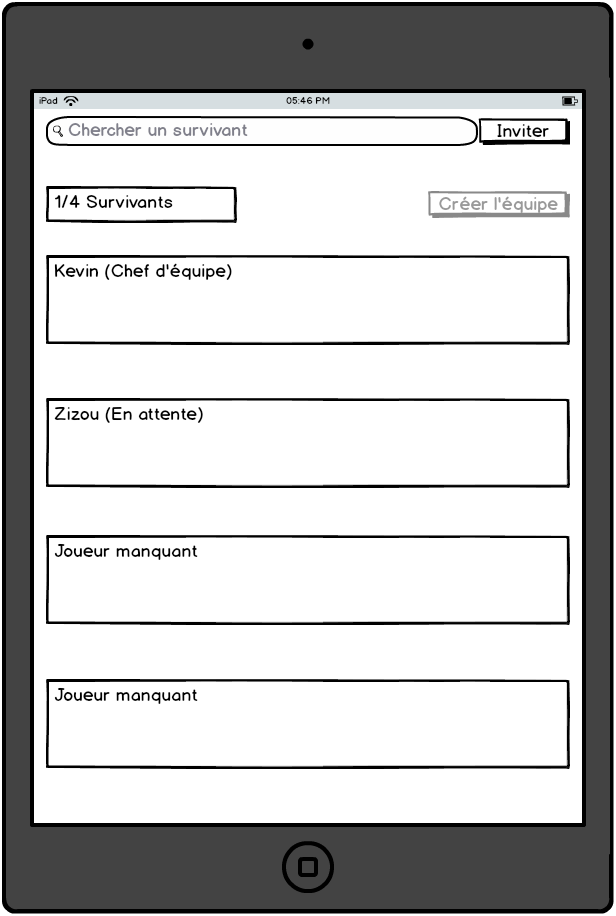 iPad 05:46 PM
Chercher un survivant Inviter
1/4 Survivants Créer l'équipe
Kevin (Chef d'équipe)
Zizou (En attente)
Joueur manquant
Joueur manquant